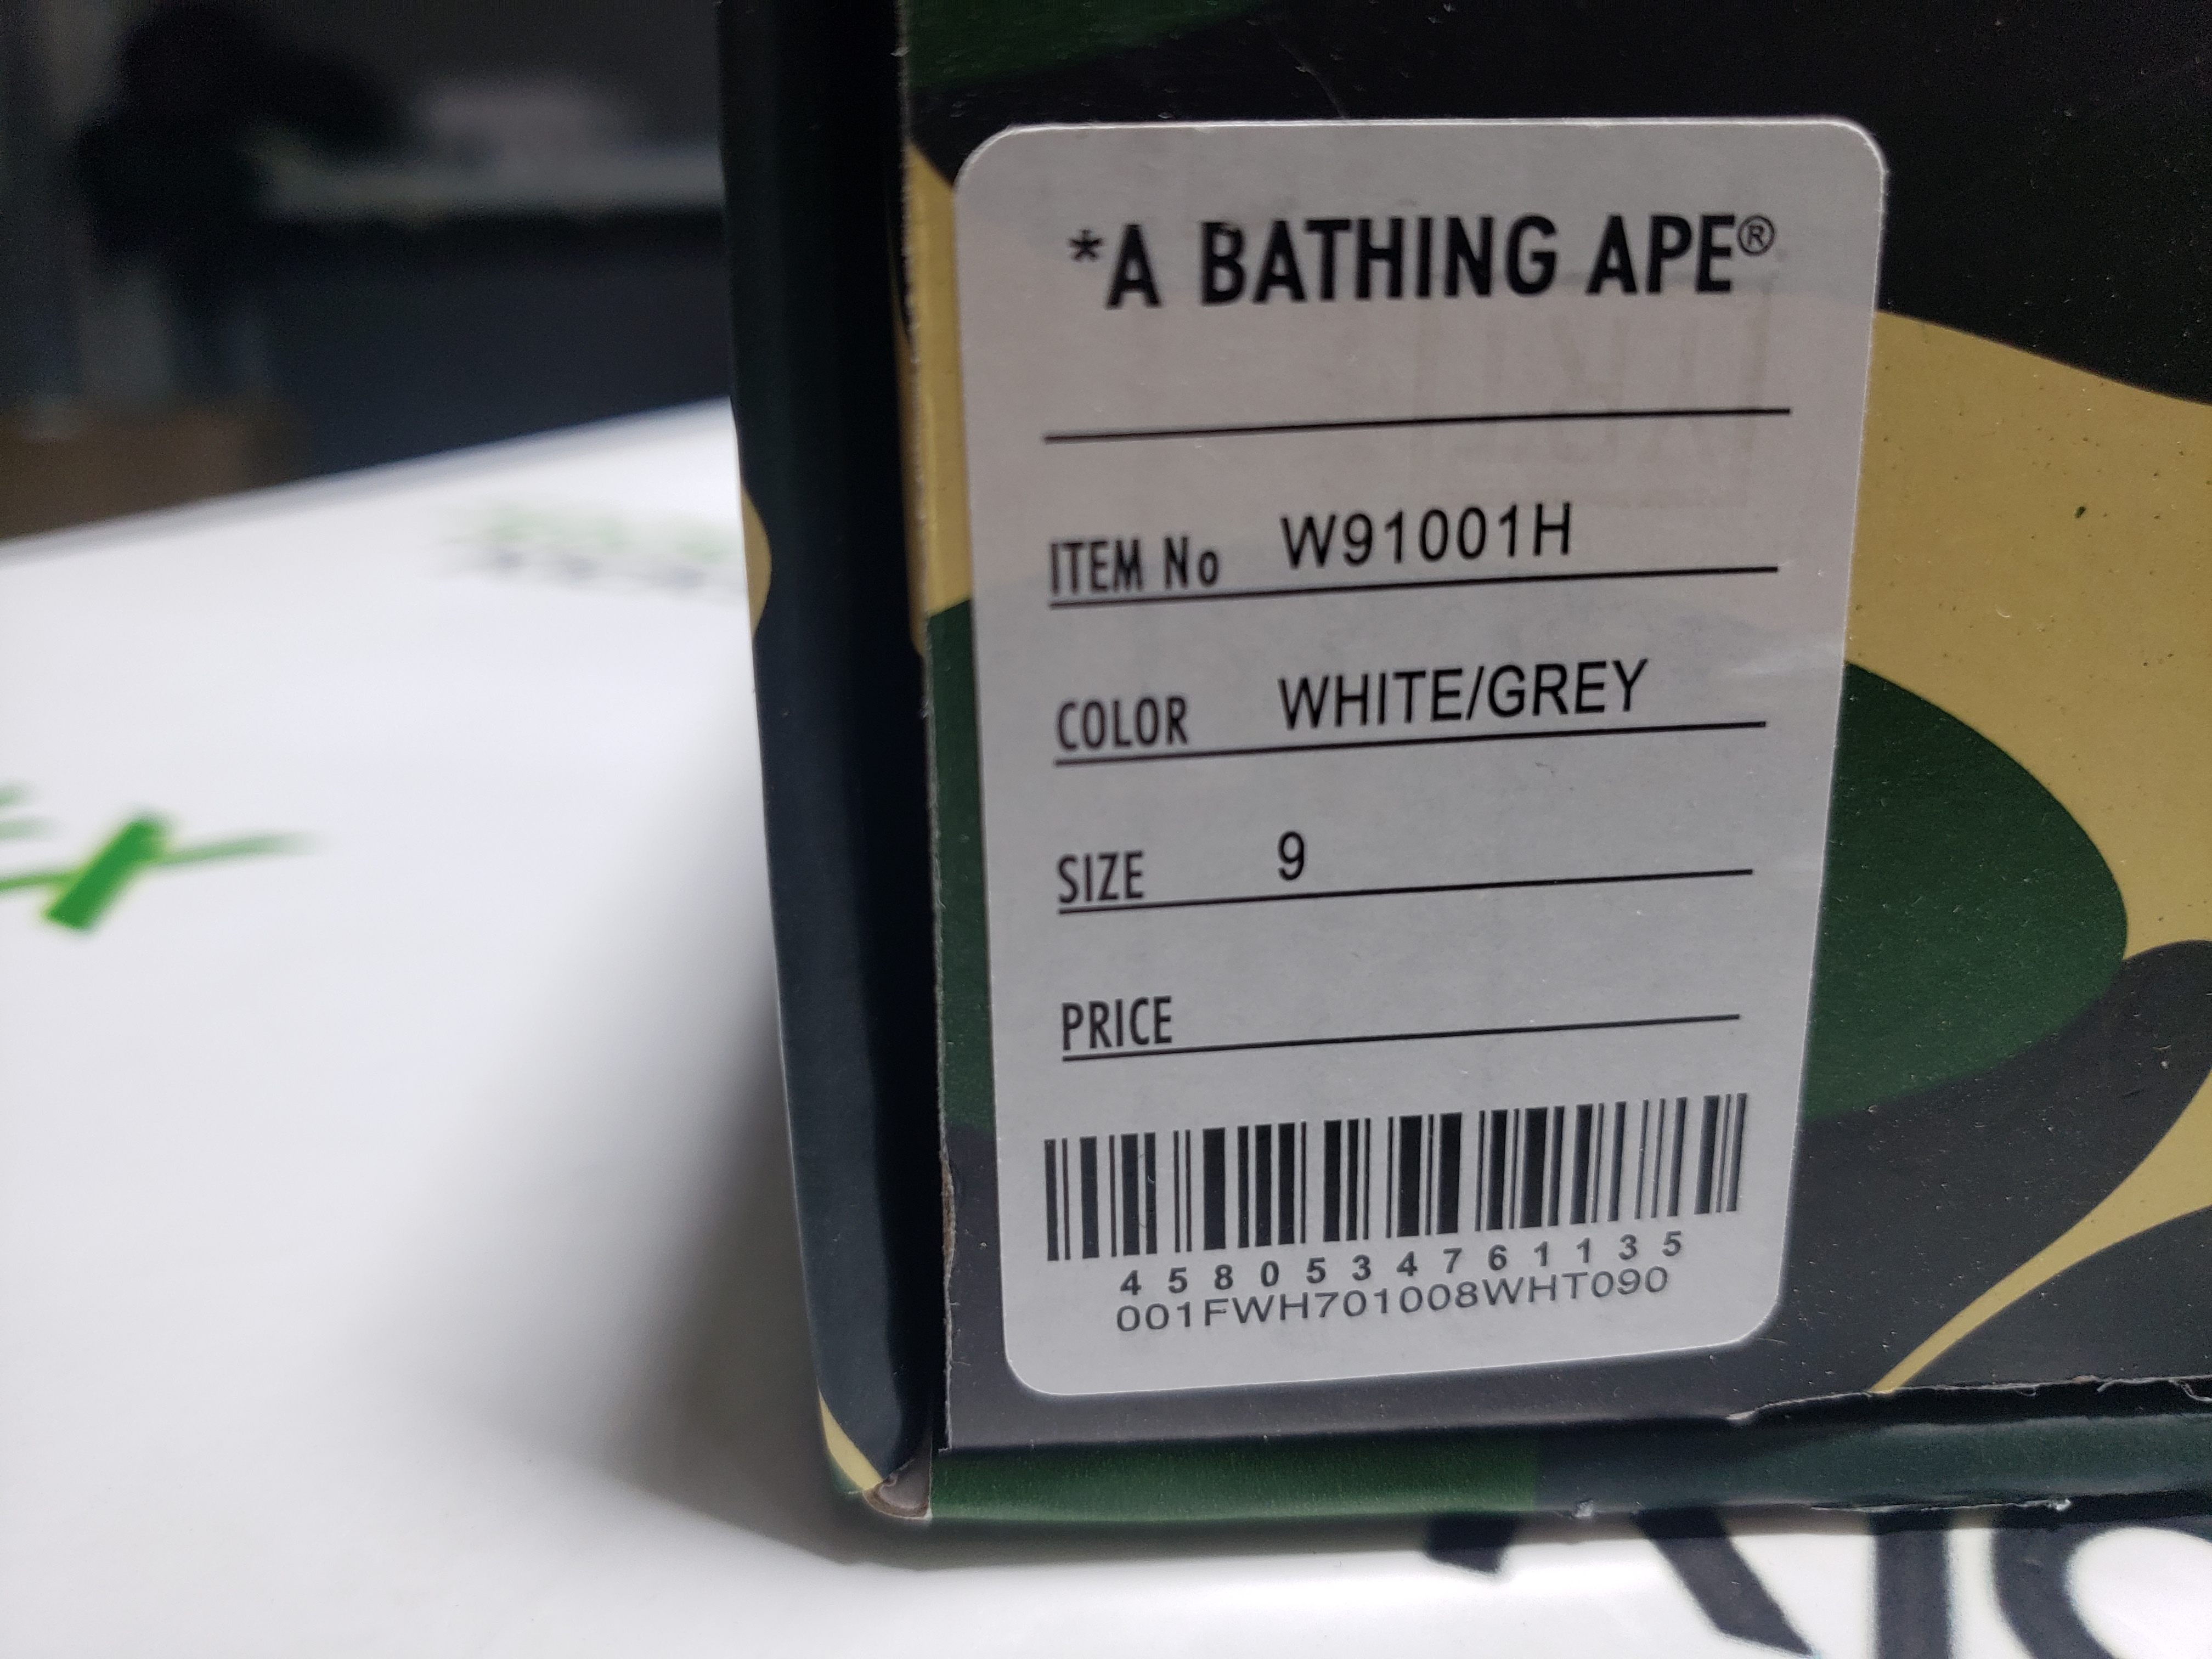 *A BATHING APE®
ITEM No W91001H
COLOR WHITE/GREY
SIZE 9
PRICE
4580534761135
001FWH701008WHT090